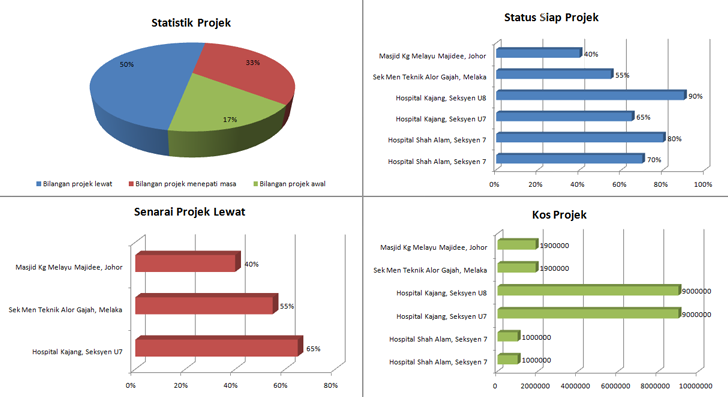 Statistik Projek
50%
33%
17%
Bilangan projek lewat
Bilangan projek menepati masa
Bilangan projek awal
Status Siap Projek
Masjid Kg Melayu Majidee, Johor
40%
Sek Men Teknik Alor Gajah, Melaka
55%
Hospital Kajang, Seksyen U8
90%
Hospital Kajang, Seksyen U7
65%
Hospital Shah Alam, Seksyen 7
80%
Hospital Shah Alam, Seksyen 7
70%
0% 20% 40% 60% 80% 100%
Senarai Projek Lewat
Masjid Kg Melayu Majidee, Johor
40%
Sek Men Teknik Alor Gajah, Melaka
55%
Hospital Kajang, Seksyen U7
65%
0% 20% 40% 60% 80%
Kos Projek
Masjid Kg Melayu Majidee, Johor
1900000
Sek Men Teknik Alor Gajah, Melaka
1900000
Hospital Kajang, Seksyen U8
9000000
Hospital Kajang, Seksyen U7
9000000
Hospital Shah Alam, Seksyen 7
1000000
Hospital Shah Alam, Seksyen 7
1000000
0 2000000 4000000 6000000 8000000 10000000